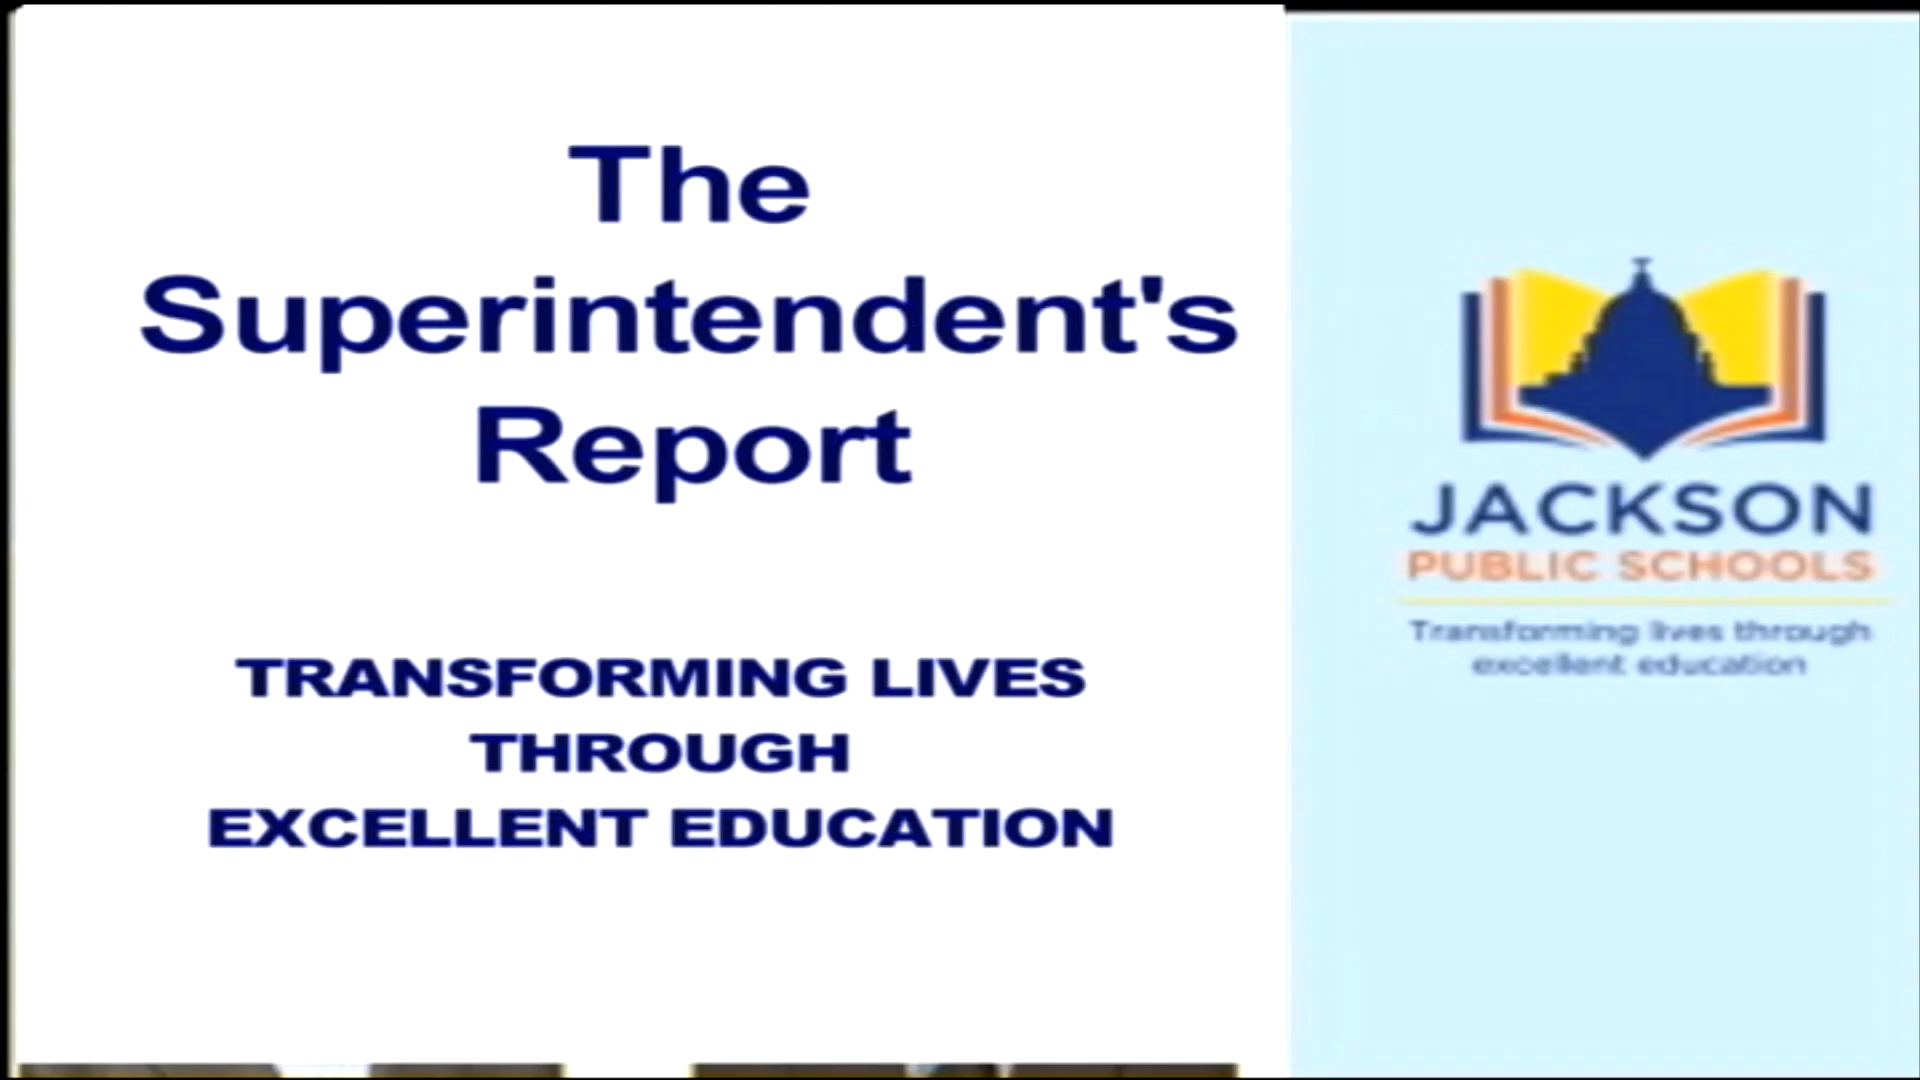 The
Superintendent's
Report
TRANSFORMING LIVES
THROUGH
EXCELLENT EDUCATION
JACKSON
PUBLIC SCHOOLS
Transforming lives through
excellent education